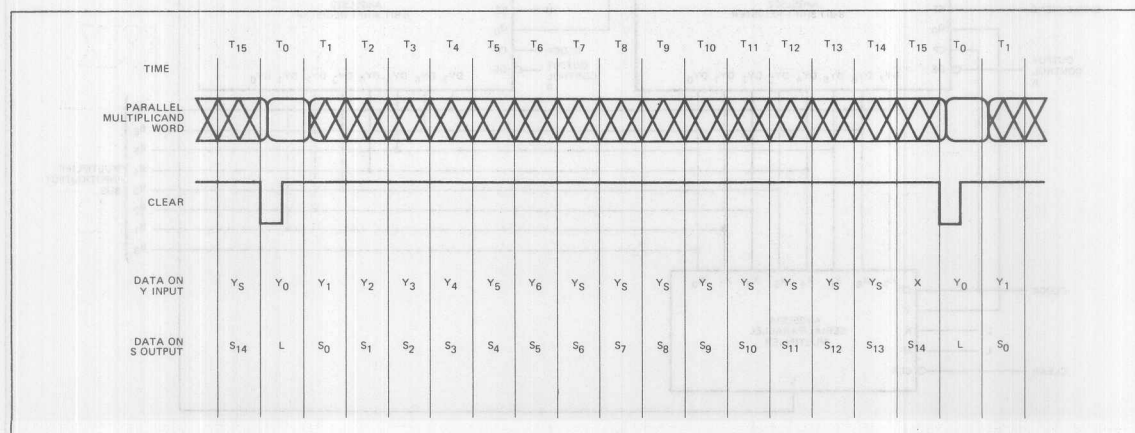 T15 T0 T1 T2 T3 T4 T5 T6 T7 T8 T9 T10 T11 T12 T13 T14 T15 T0 T1
TIME
PARALLEL
MULTIPLICAND
WORD
CLEAR
DATA ON
Y INPUT
YS Y0 Y1 Y2 Y3 Y4 Y5 Y6 YS YS YS YS YS YS YS YS X Y0 Y1
DATA ON
S OUTPUT
S14 L S0 S1 S2 S3 S4 S5 S6 S7 S8 S9 S10 S11 S12 S13 S14 L S0